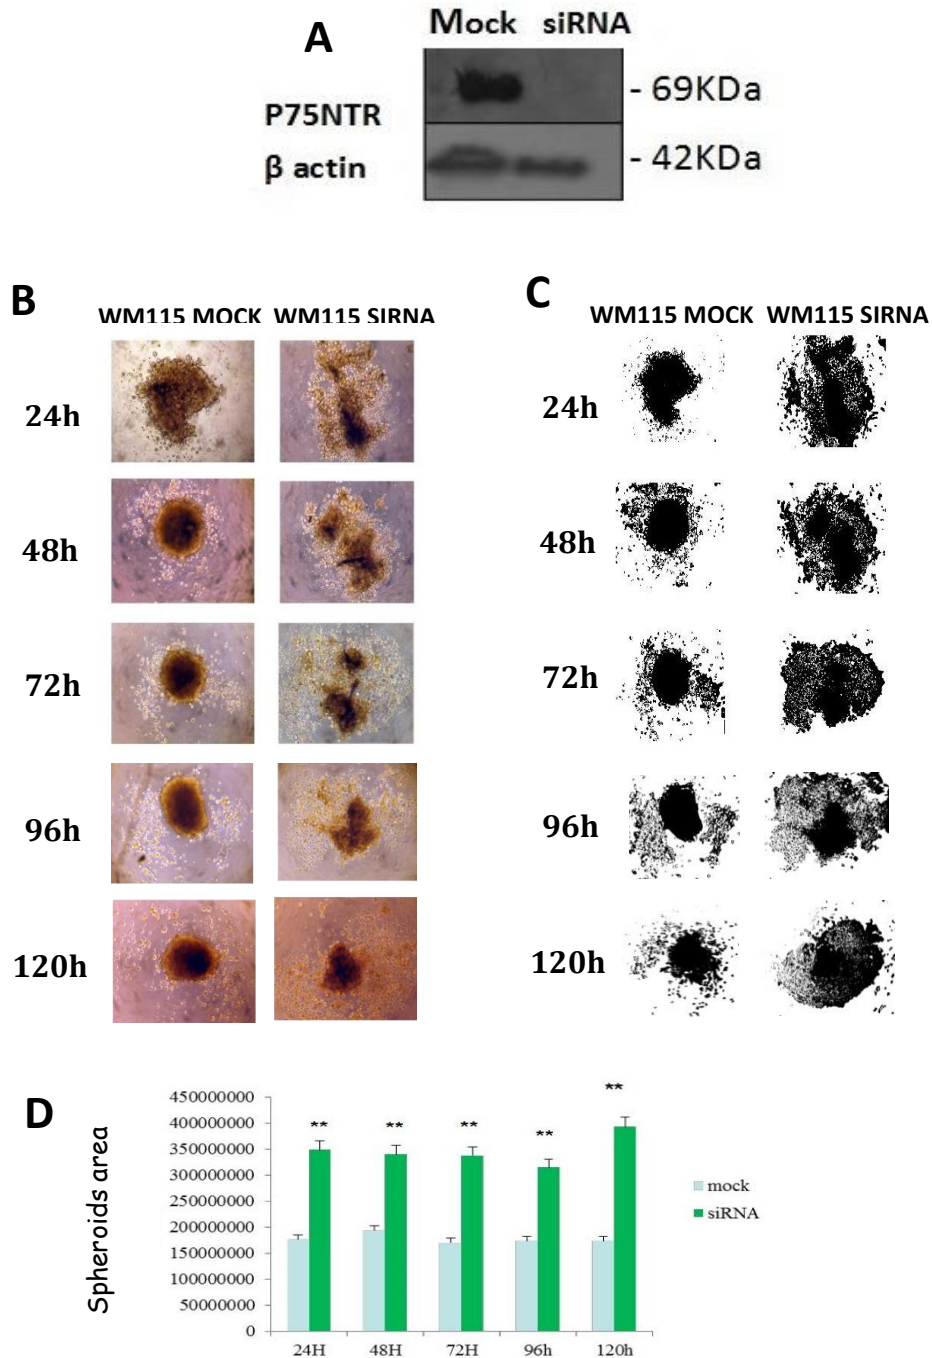 A
Mock siRNA
P75NTR
- 69KDa
β actin
- 42KDa
B
WM115 MOCK WM115 SIRNA
24h
48h
72h
96h
120h
C
WM115 MOCK WM115 SIRNA
24h
48h
72h
96h
120h
D
Spheroids area
450000000
400000000
350000000
300000000
250000000
200000000
150000000
100000000
50000000
0
** ** ** ** **
24H 48H 72H 96h 120h
mock
siRNA